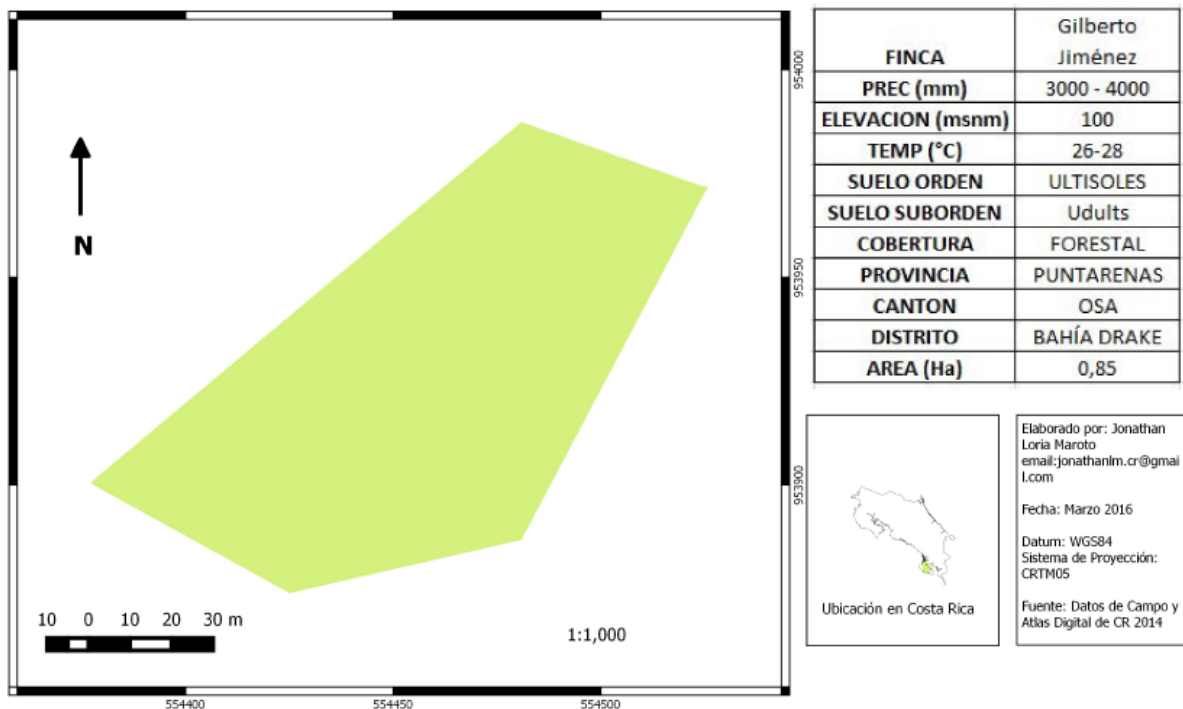 954000
953950
953900
N
10 0 10 20 30 m
1:1,000
554400 554450 554500
FINCA Gilberto
Jiménez
PREC (mm) 3000 - 4000
ELEVACION (msnm) 100
TEMP (°C) 26-28
SUELO ORDEN ULTISOLES
SUELO SUBORDEN Udults
COBERTURA FORESTAL
PROVINCIA PUNTARENAS
CANTON OSA
DISTRITO BAHÍA DRAKE
AREA (Ha) 0,85
Ubicación en Costa Rica
Elaborado por: Jonathan
Loria Maroto
email:jonathanlm.cr@gmai
l.com
Fecha: Marzo 2016
Datum: WGS84
Sistema de Proyección:
CRTM05
Fuente: Datos de Campo y
Atlas Digital de CR 2014